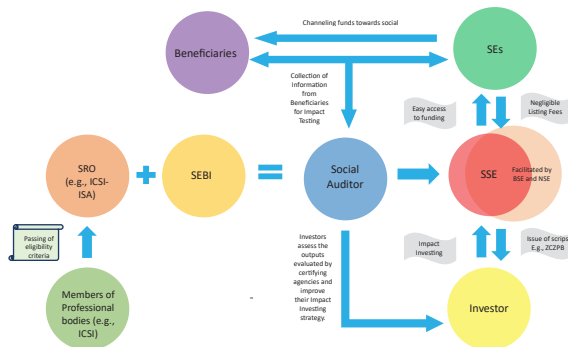 Channeling funds towards social
Beneficiaries
SEs
Collection of
Information
from
Beneficiaries
for Impact
Testing
Easy access
to funding
Negligible
Listing Fees
SRO
(e.g., ICSI-
ISA)
SEBI
Social
Auditor
SSE
Facilitated by
BSE and NSE
Passing of
eligibility
criteria
Investors
assess the
outputs
evaluated by
certifying
agencies and
improve
their Impact
Investing
strategy.
Impact
Investing
Issue of scrips
E.g., ZCZPB
Members of
Professional
bodies (e.g.,
ICSI)
-
Investor